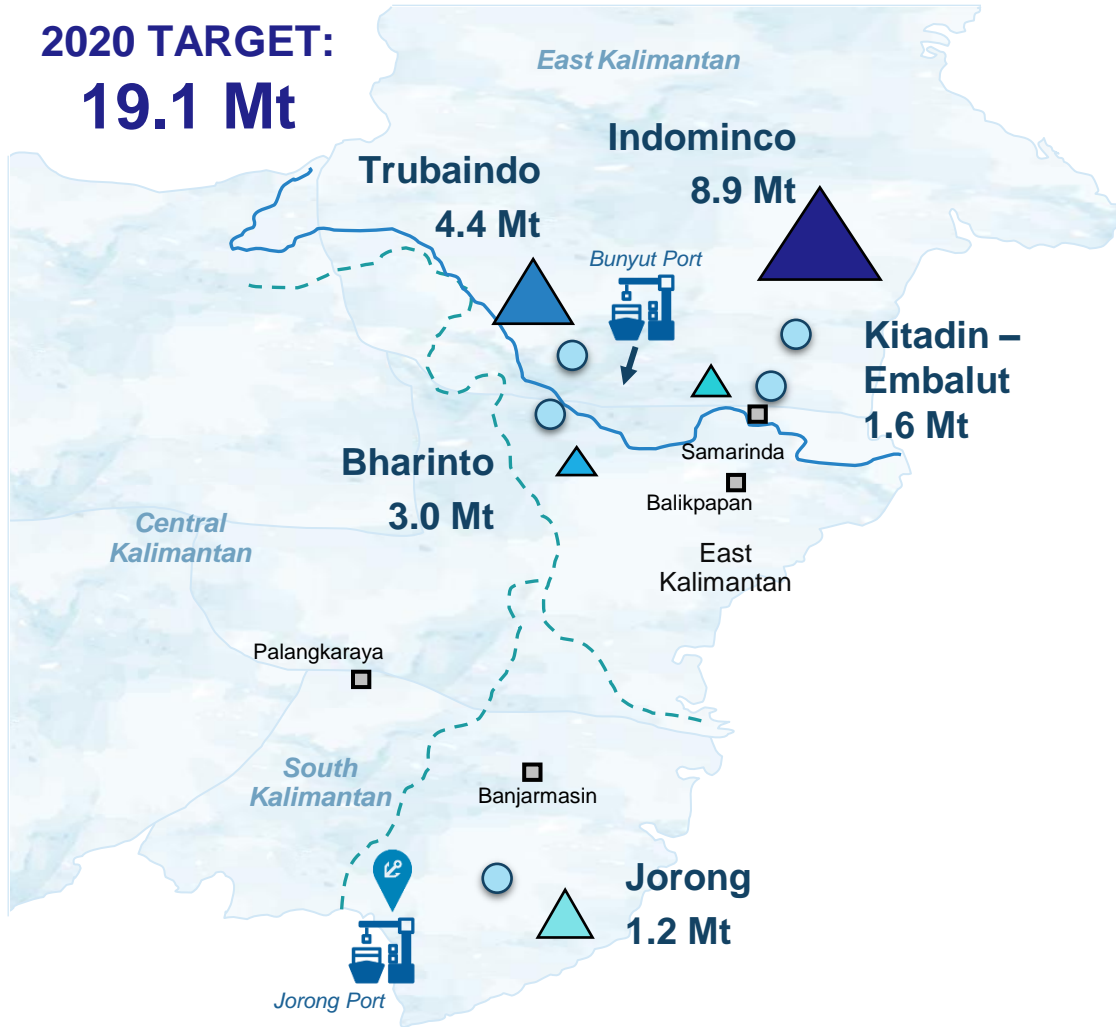 2020 TARGET:
19.1 Mt
East Kalimantan
Indominco
8.9 Mt
Trubaindo
4.4 Mt
Bunyut Port
Kitadin –
Embalut
1.6 Mt
Samarinda
Bharinto
3.0 Mt
Balikpapan
Central
Kalimantan
East
Kalimantan
Palangkaraya
South
Kalimantan
Banjarmasin
Jorong
1.2 Mt
Jorong Port